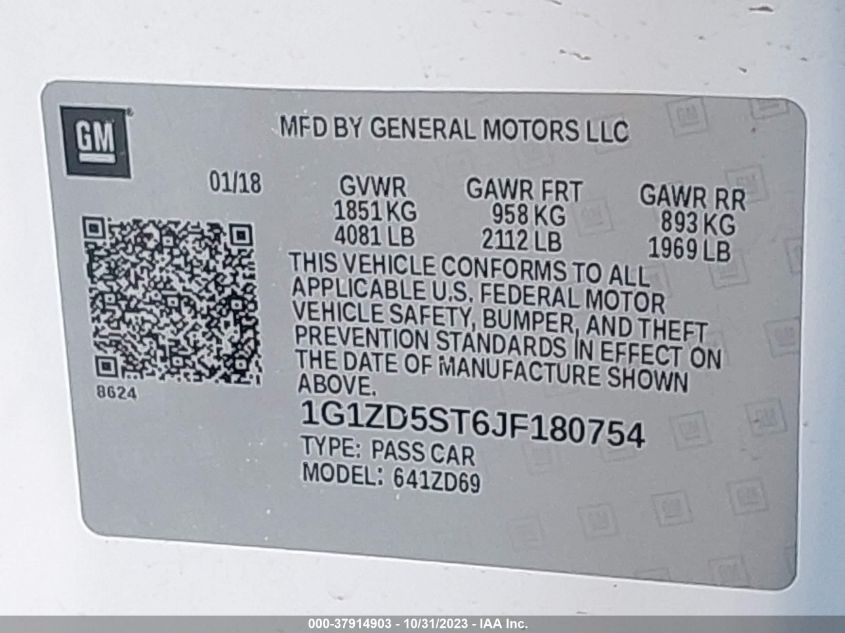 GM
MFD BY GENERAL MOTORS LLC
01/18
GVWR
1851 KG
4081 LB
GAWR FRT
958 KG
2112 LB
GAWR RR
893 KG
1969 LB
THIS VEHICLE CONFORMS TO ALL
APPLICABLE U.S. FEDERAL MOTOR
VEHICLE SAFETY, BUMPER, AND THEFT
PREVENTION STANDARDS IN EFFECT ON
THE DATE OF MANUFACTURE SHOWN
ABOVE.
8624
1G1ZD5ST6JF180754
TYPE: PASS CAR
MODEL: 641ZD69
000-37914903 - 10/31/2023 - IAA Inc.